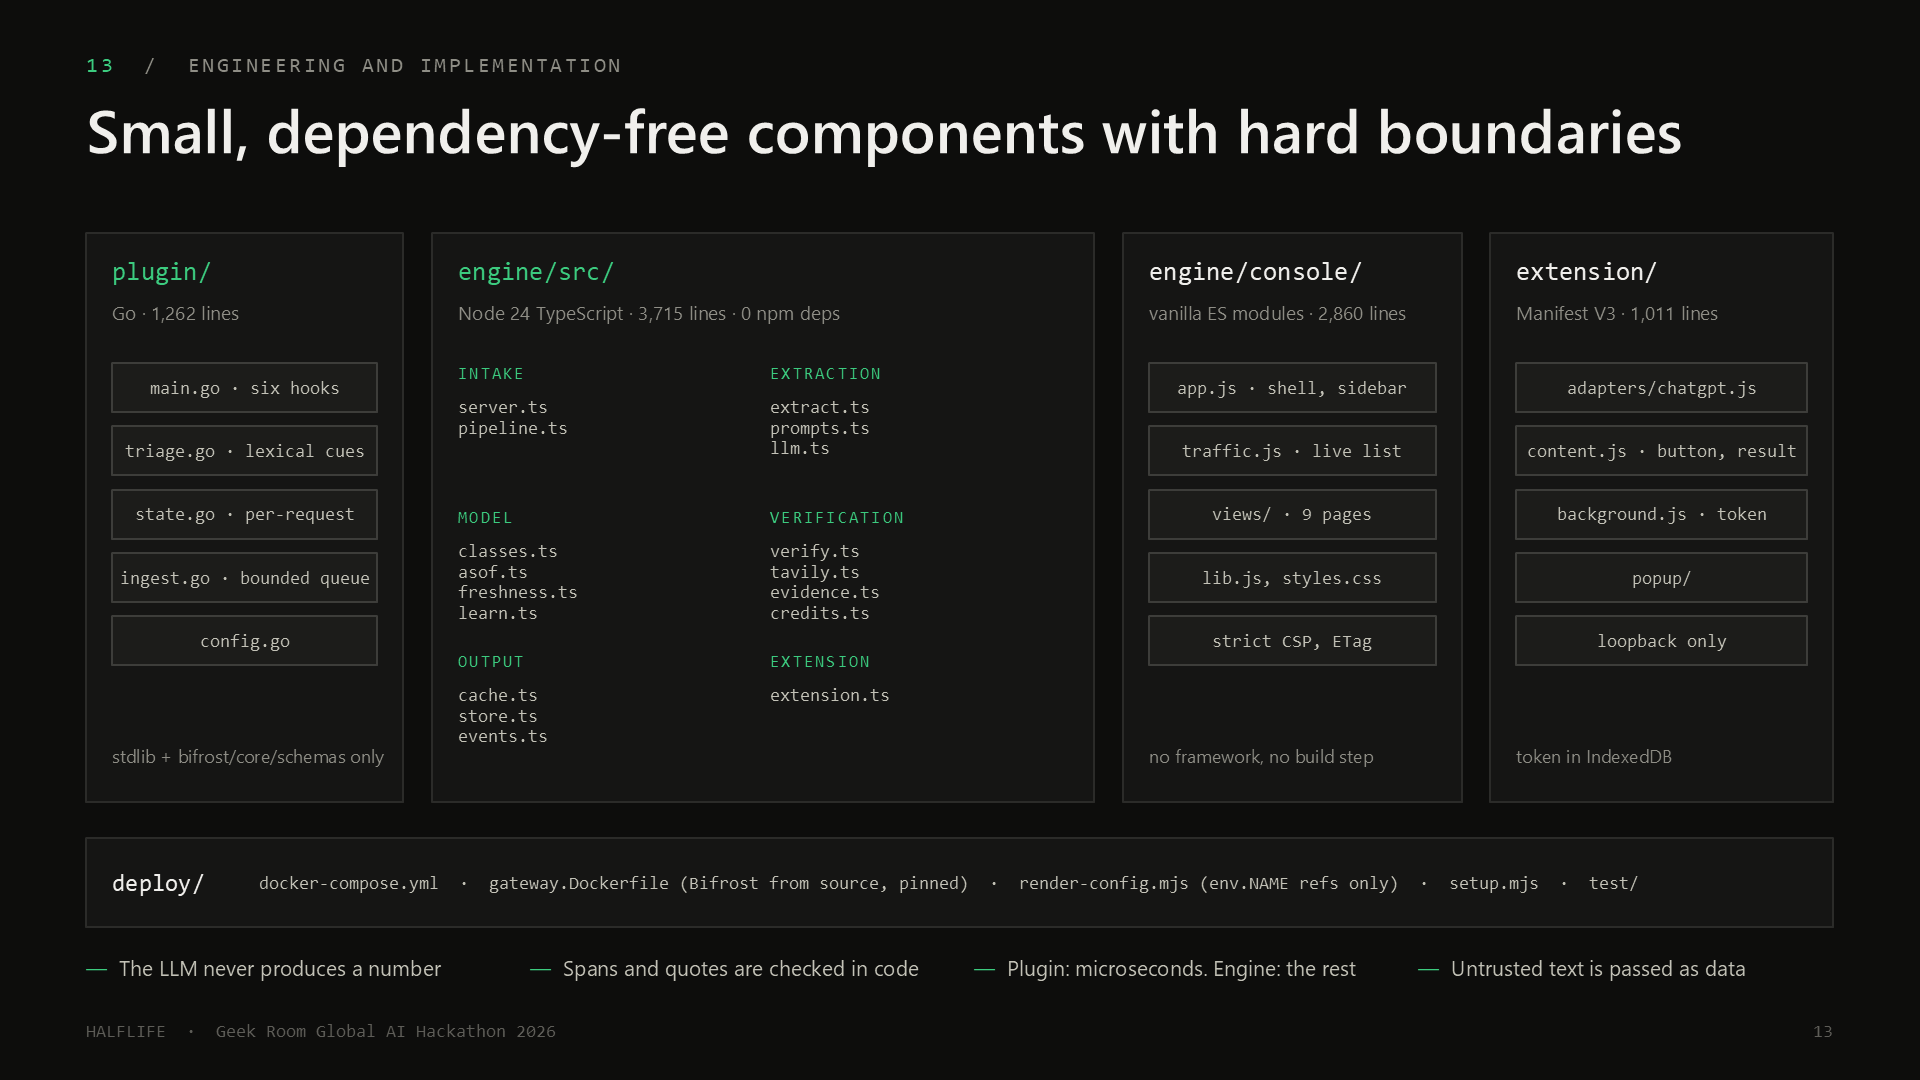 13 / ENGINEERING AND IMPLEMENTATION
Small, dependency-free components with hard boundaries
plugin/
Go · 1,262 lines
main.go · six hooks
triage.go · lexical cues
state.go · per-request
ingest.go · bounded queue
config.go
stdlib + bifrost/core/schemas only
engine/src/
Node 24 TypeScript · 3,715 lines · 0 npm deps
INTAKE
server.ts
pipeline.ts
EXTRACTION
extract.ts
prompts.ts
llm.ts
MODEL
classes.ts
asof.ts
freshness.ts
learn.ts
VERIFICATION
verify.ts
tavily.ts
evidence.ts
credits.ts
OUTPUT
cache.ts
store.ts
events.ts
EXTENSION
extension.ts
engine/console/
vanilla ES modules · 2,860 lines
app.js · shell, sidebar
traffic.js · live list
views/ · 9 pages
lib.js, styles.css
strict CSP, ETag
no framework, no build step
extension/
Manifest V3 · 1,011 lines
adapters/chatgpt.js
content.js · button, result
background.js · token
popup/
loopback only
token in IndexedDB
deploy/ docker-compose.yml · gateway.Dockerfile (Bifrost from source, pinned) · render-config.mjs (env.NAME refs only) · setup.mjs · test/
— The LLM never produces a number
— Spans and quotes are checked in code
— Plugin: microseconds. Engine: the rest
— Untrusted text is passed as data
HALFLIFE · Geek Room Global AI Hackathon 2026
13